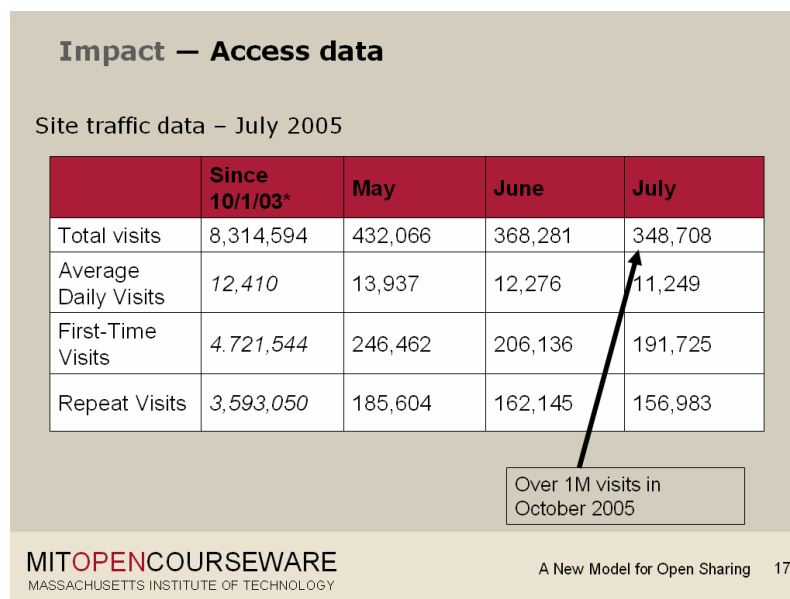 Impact — Access data
Site traffic data – July 2005
Since
10/1/03*
May
June
July
Total visits
8,314,594
432,066
368,281
348,708
Average
Daily Visits
12,410
13,937
12,276
11,249
First-Time
Visits
4.721,544
246,462
206,136
191,725
Repeat Visits
3,593,050
185,604
162,145
156,983
Over 1M visits in
October 2005
MITOPENCOURSEWARE
MASSACHUSETTS INSTITUTE OF TECHNOLOGY
A New Model for Open Sharing
17